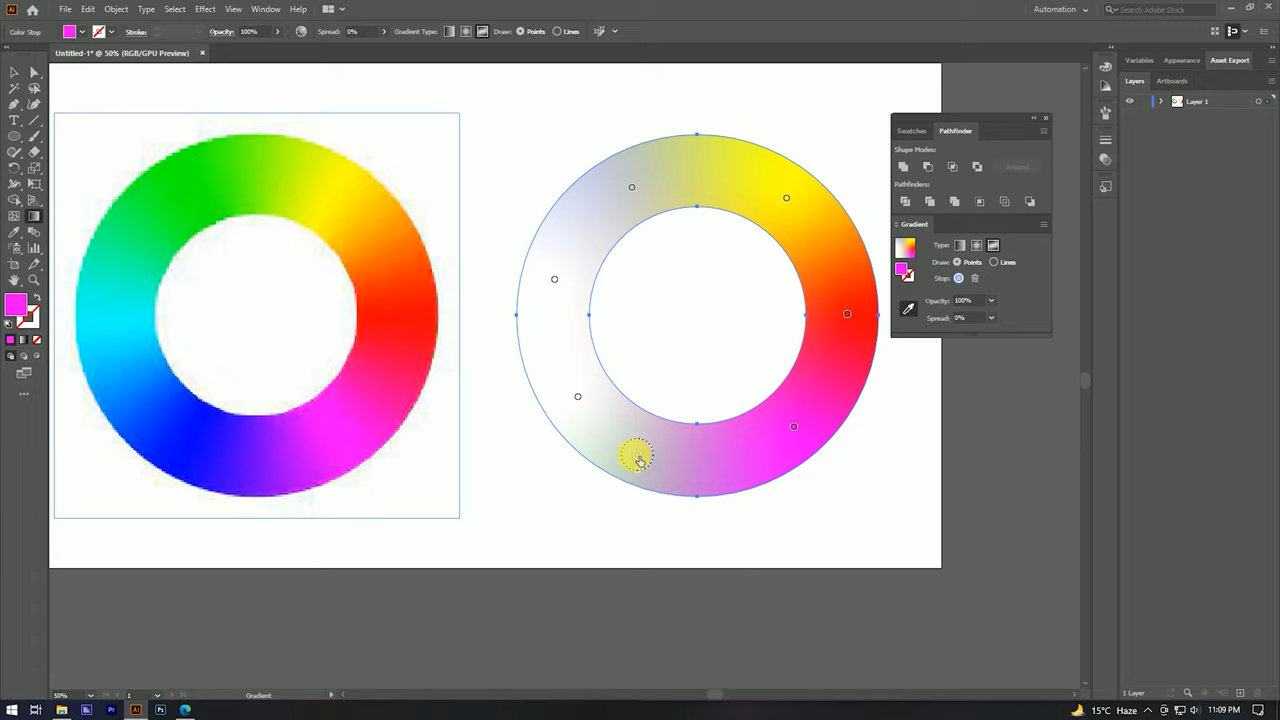 File Edit Object Type Select Effect View Window Help Automation Search Adobe Stock
Color Stop Stroke: Opacity: 100% Spread: 0% Gradient Type: Draw: Points Lines
Untitled-1* @ 50% (RGB/GPU Preview) ×
Variables Appearance Asset Export
Layers Artboards
Layer 1
Swatches Pathfinder
Shape Modes:
Expand
Pathfinders:
Gradient
Type:
Draw: Points Lines
Stop:
Opacity: 100%
Spread: 0%
50% 1 Gradient 1 Layer
15°C Haze 11:09 PM